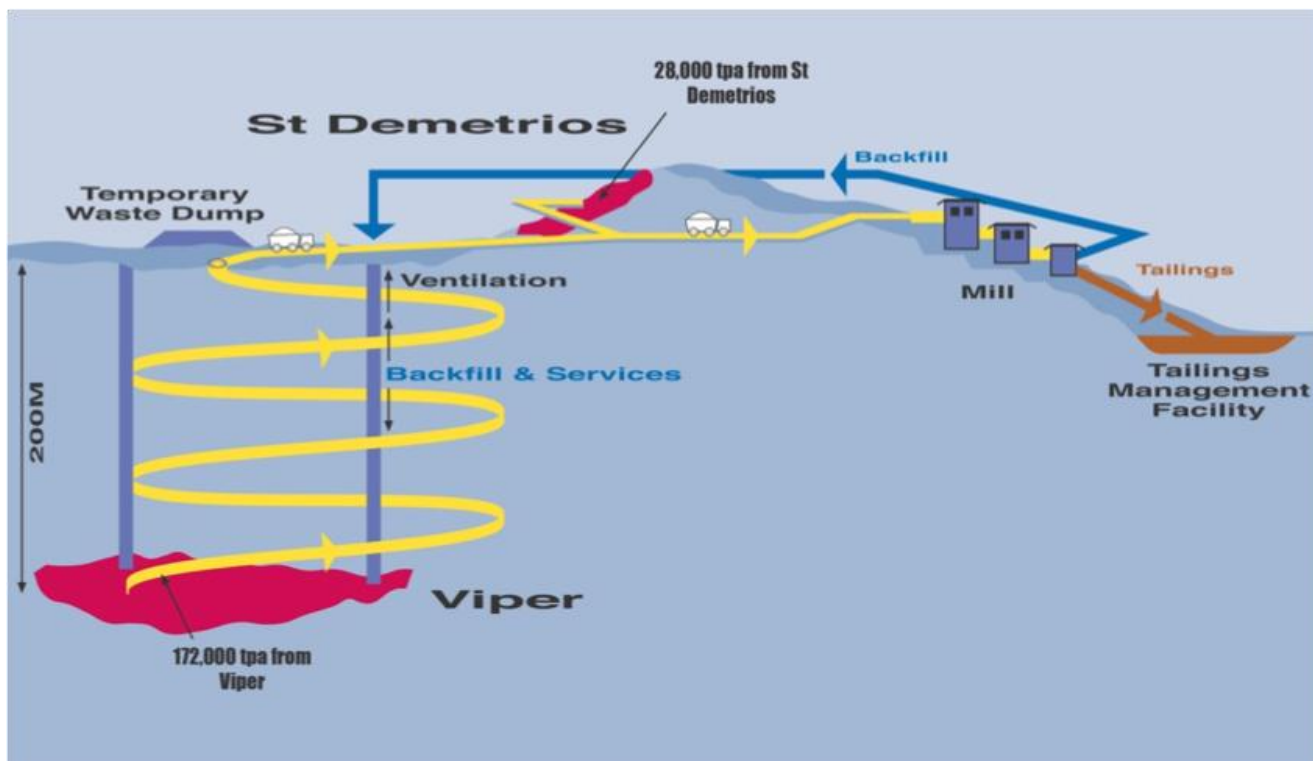 28,000 tpa from St
Demetrios
St Demetrios
Backfill
Temporary
Waste Dump
Ventilation
Tailings
Mill
Backfill & Services
200M
Tailings
Management
Facility
Viper
172,000 tpa from
Viper